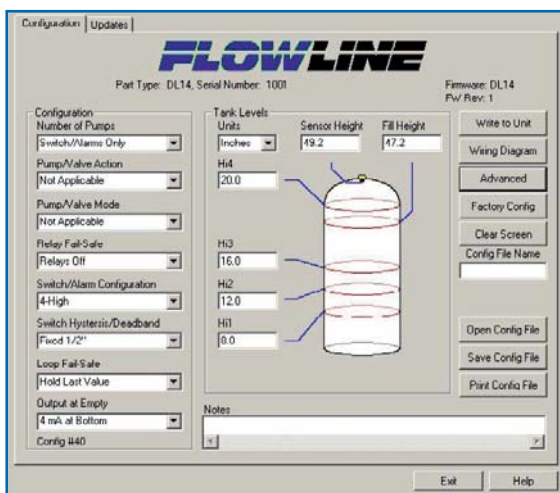 Configuration Updates
FLOWLINE
Part Type: DL14, Serial Number: 1001
Firmware: DL14
FW Rev: 1
Configuration
Number of Pumps
Switch/Alarms Only
Pump/Valve Action
Not Applicable
Pump/Valve Mode
Not Applicable
Relay Fail-Safe
Relays Off
Switch/Alarm Configuration
4-High
Switch Hystersis/Deadband
Fixed 1/2"
Loop Fail-Safe
Hold Last Value
Output at Empty
4 mA at Bottom
Config #40
Tank Levels
Units
Inches
Sensor Height
49.2
Fill Height
47.2
Hi4
20.0
Hi3
16.0
Hi2
12.0
Hi1
8.0
Notes
Write to Unit
Wiring Diagram
Advanced
Factory Config
Clear Screen
Config File Name
Open Config File
Save Config File
Print Config File
Exit Help